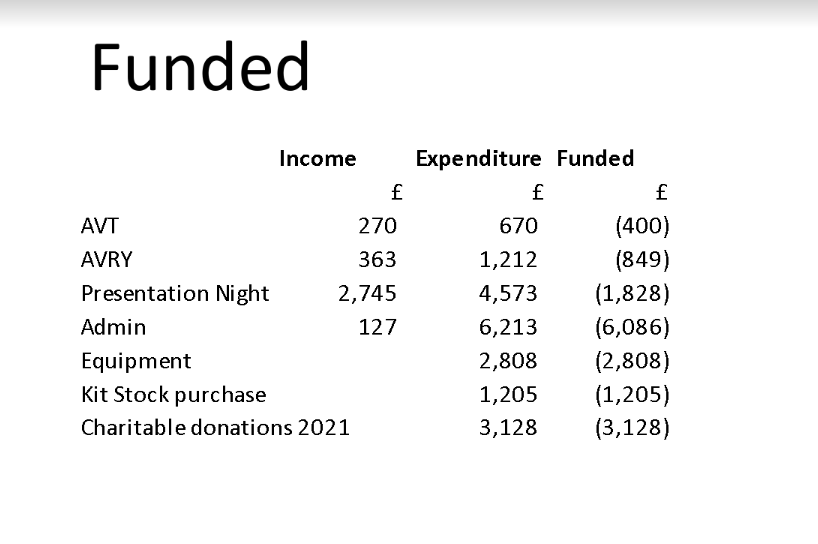 Funded
Income Expenditure Funded
£ £ £
AVT 270 670 (400)
AVRY 363 1,212 (849)
Presentation Night 2,745 4,573 (1,828)
Admin 127 6,213 (6,086)
Equipment 2,808 (2,808)
Kit Stock purchase 1,205 (1,205)
Charitable donations 2021 3,128 (3,128)